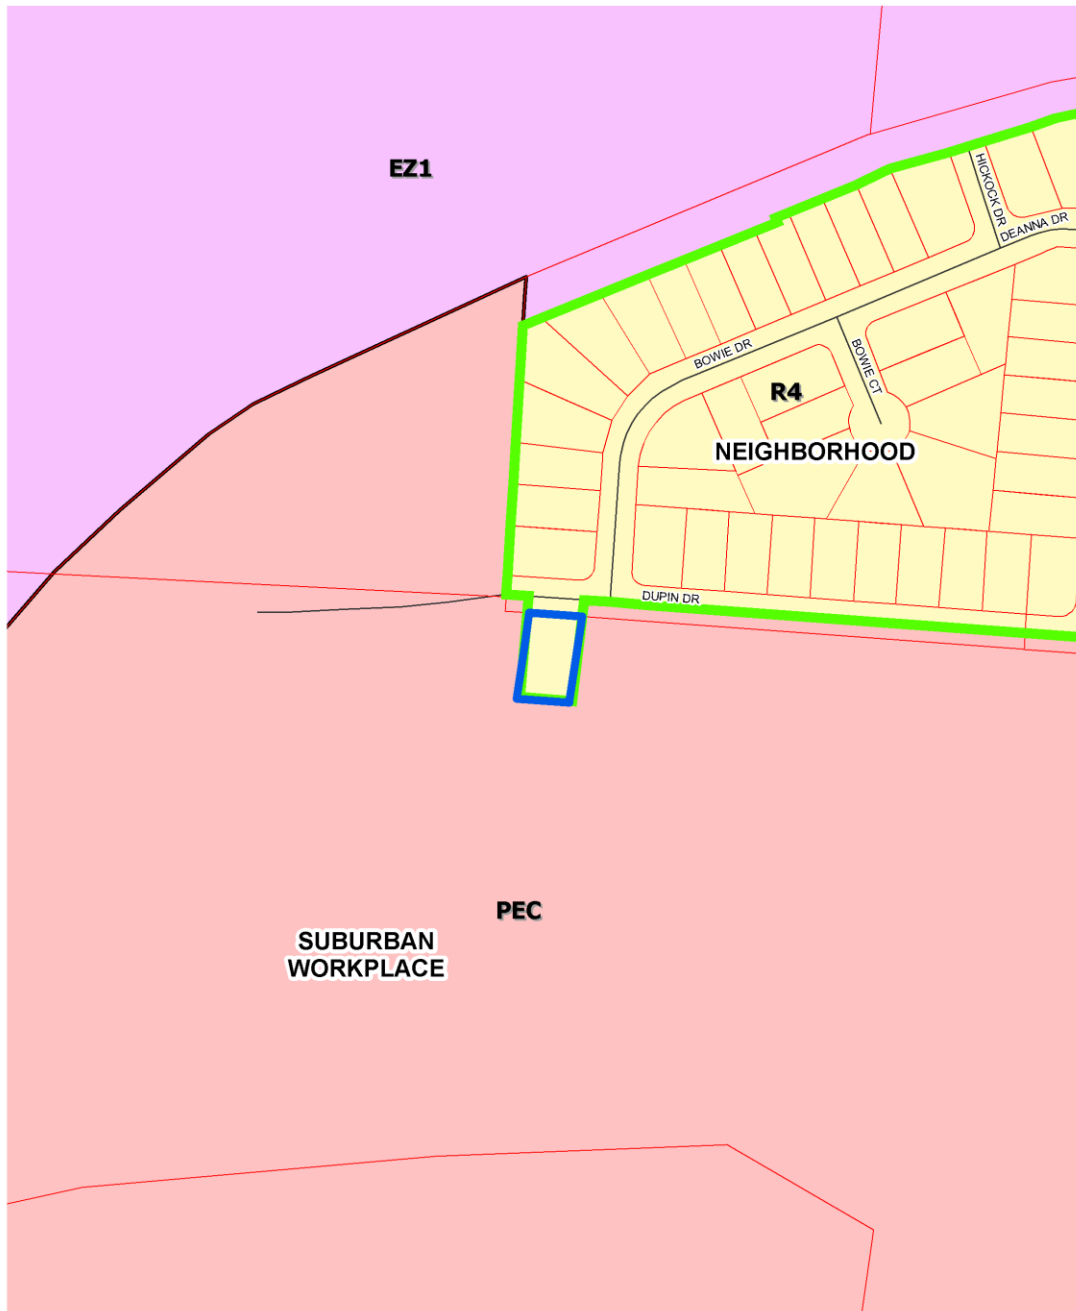 EZ1
HICKOCK DR
DEANNA DR
BOWIE DR
BOWIE CT
R4
NEIGHBORHOOD
DUPIN DR
PEC
SUBURBAN
WORKPLACE